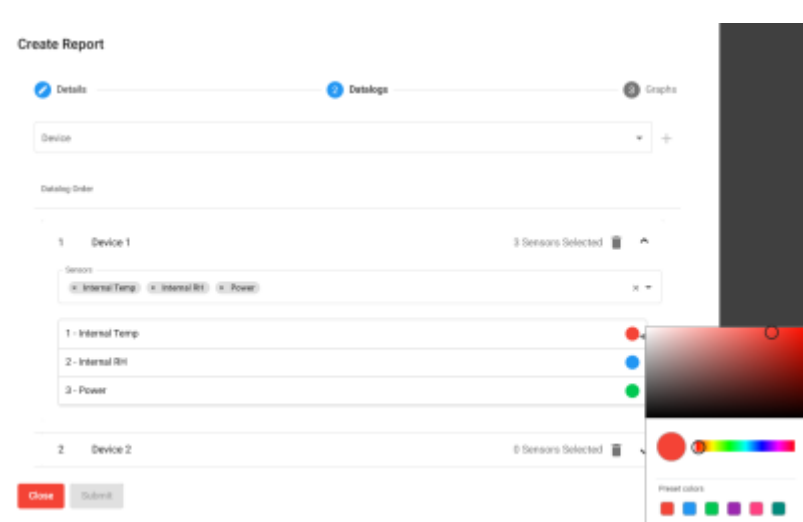 Create Report
Details
2 Datalogs
3 Graphs
Device
Datalog Order
1 Device 1 3 Sensors Selected
Sensors
× Internal Temp × Internal RH × Power
1 - Internal Temp
2 - Internal RH
3 - Power
2 Device 2 0 Sensors Selected
Close Submit
Preset colors